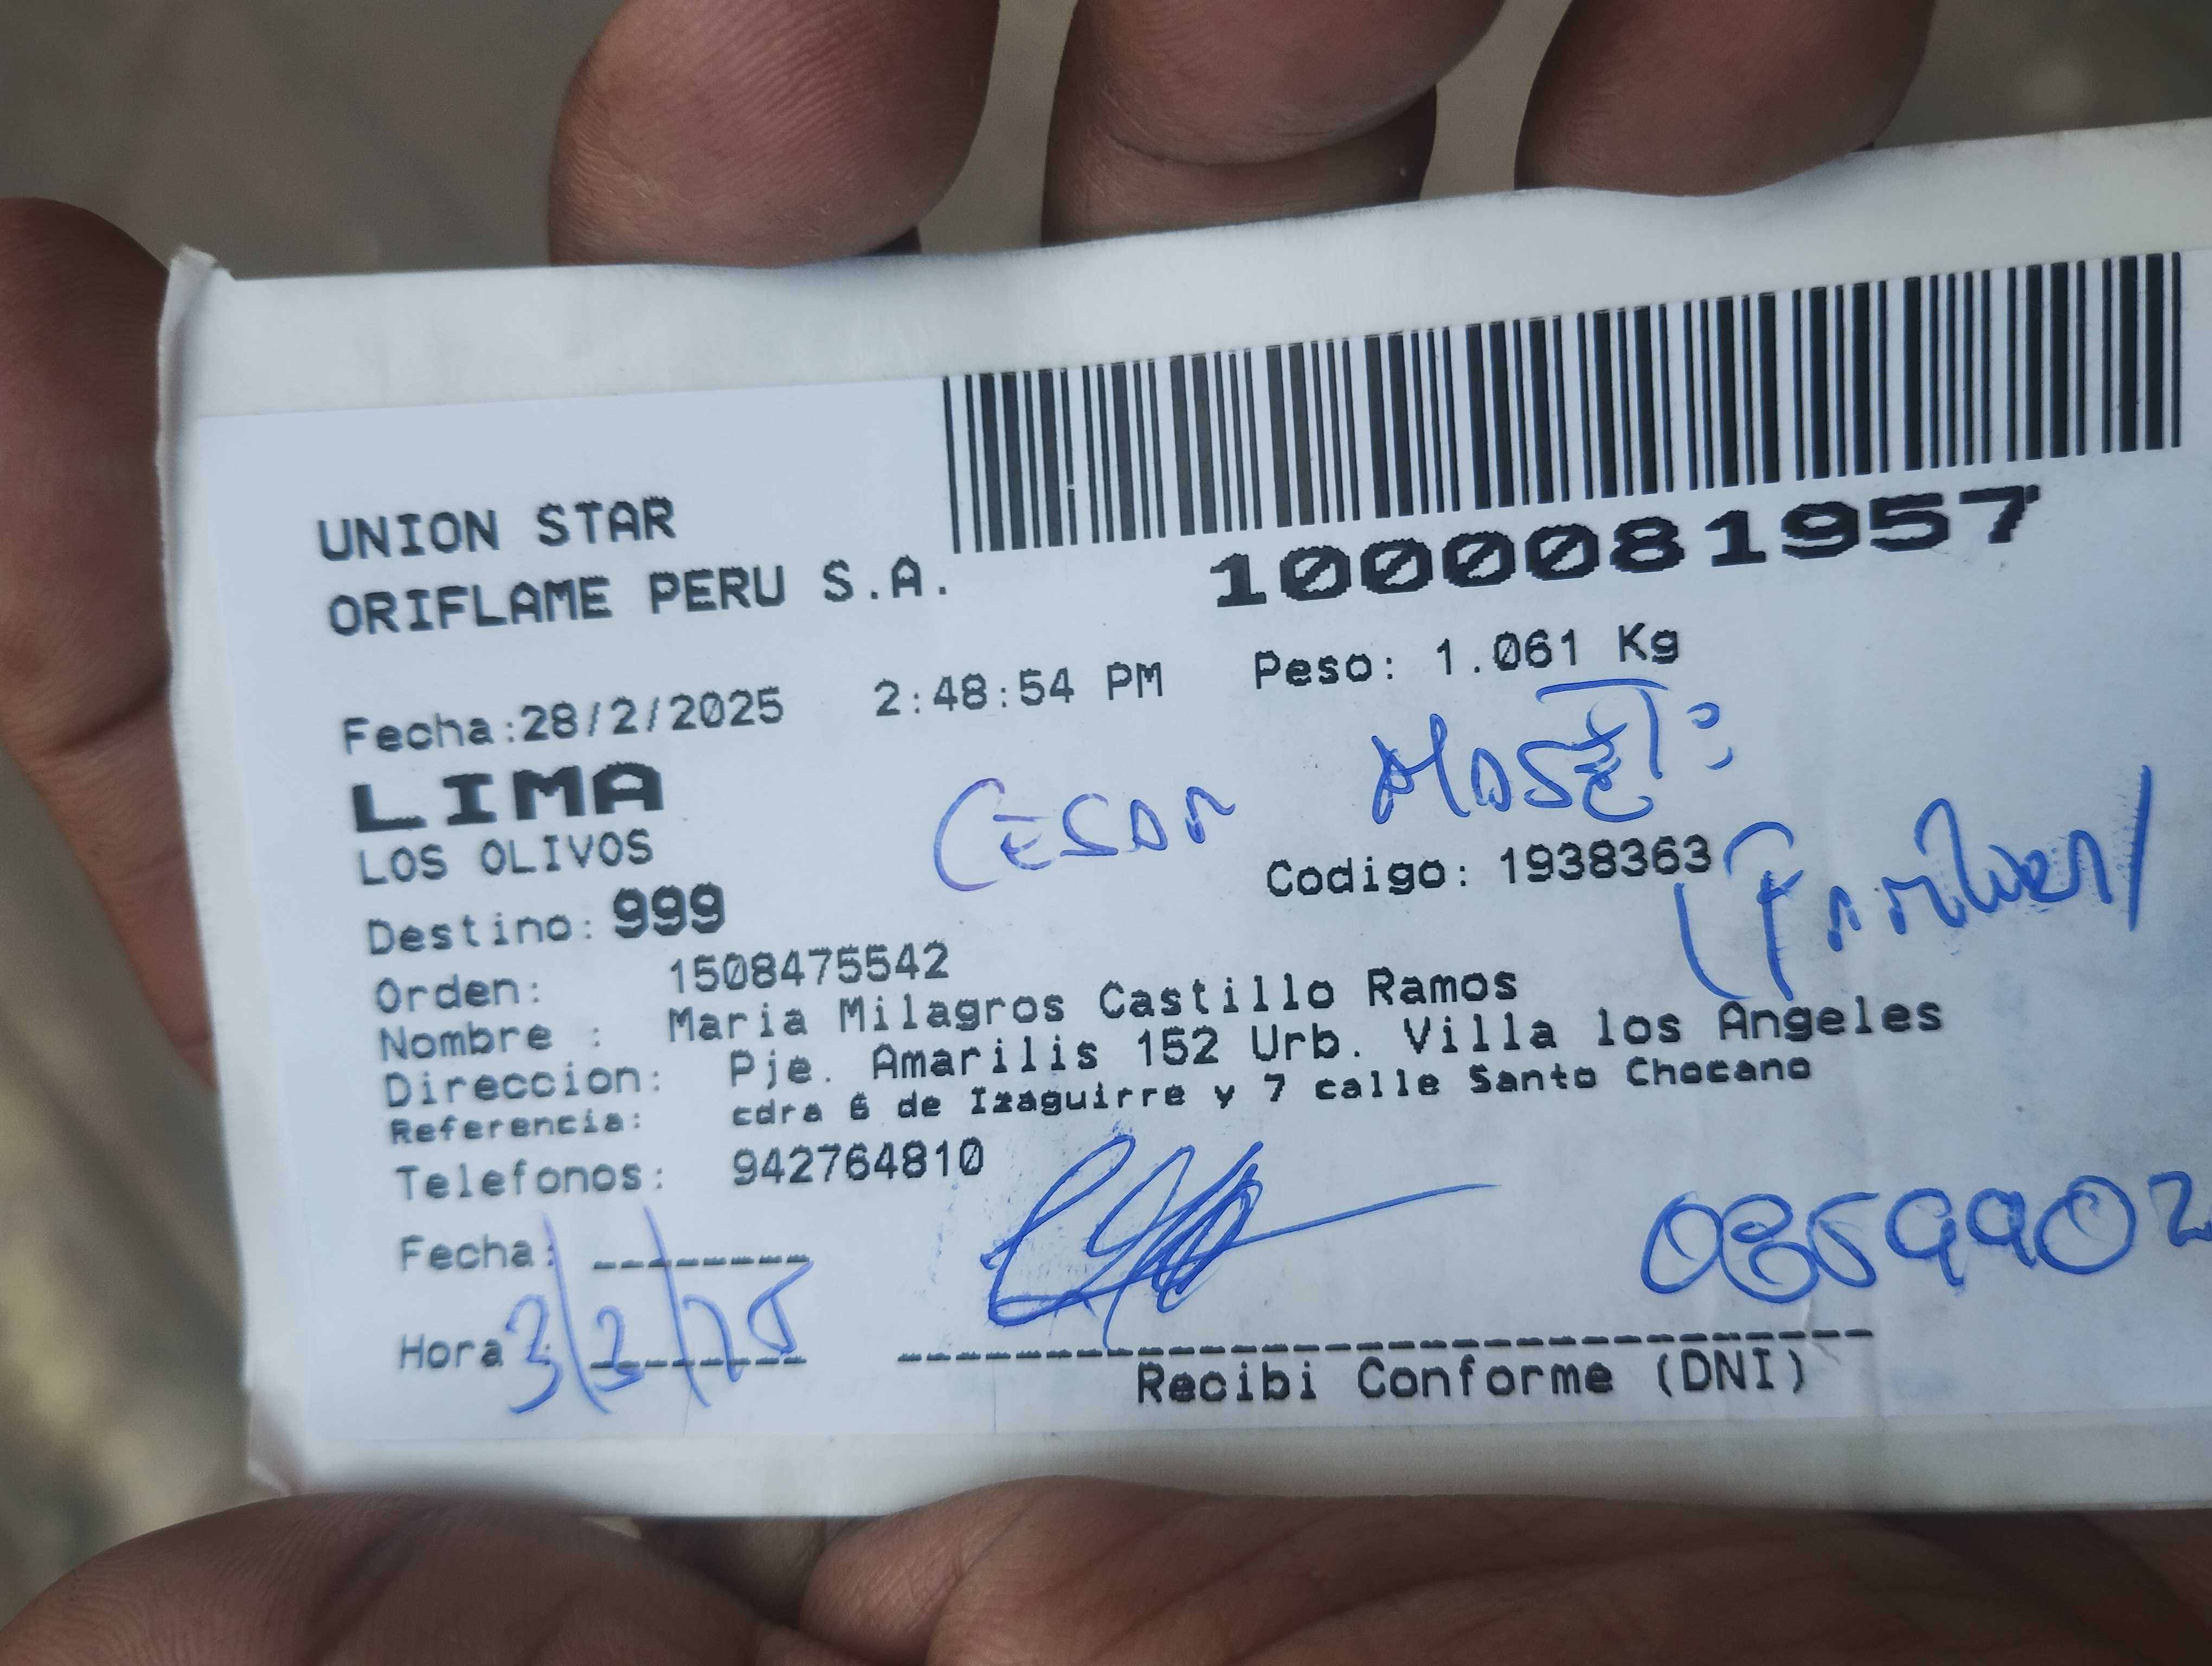 UNION STAR
ORIFLAME PERU S.A.
1000081957
Fecha:28/2/2025 2:48:54 PM Peso: 1.061 Kg
LIMA
LOS OLIVOS
CESAR
Codigo: 1938363
Destino: 999
Orden: 1508475542
Nombre : Maria Milagros Castillo Ramos
Direccion: Pje. Amarilis 152 Urb. Villa los Angeles
Referencia: cdra 6 de Izaguirre y 7 calle Santo Chocano
Telefonos: 942764810
Fecha:
Hora :
3/3/25
Recibi Conforme (DNI)